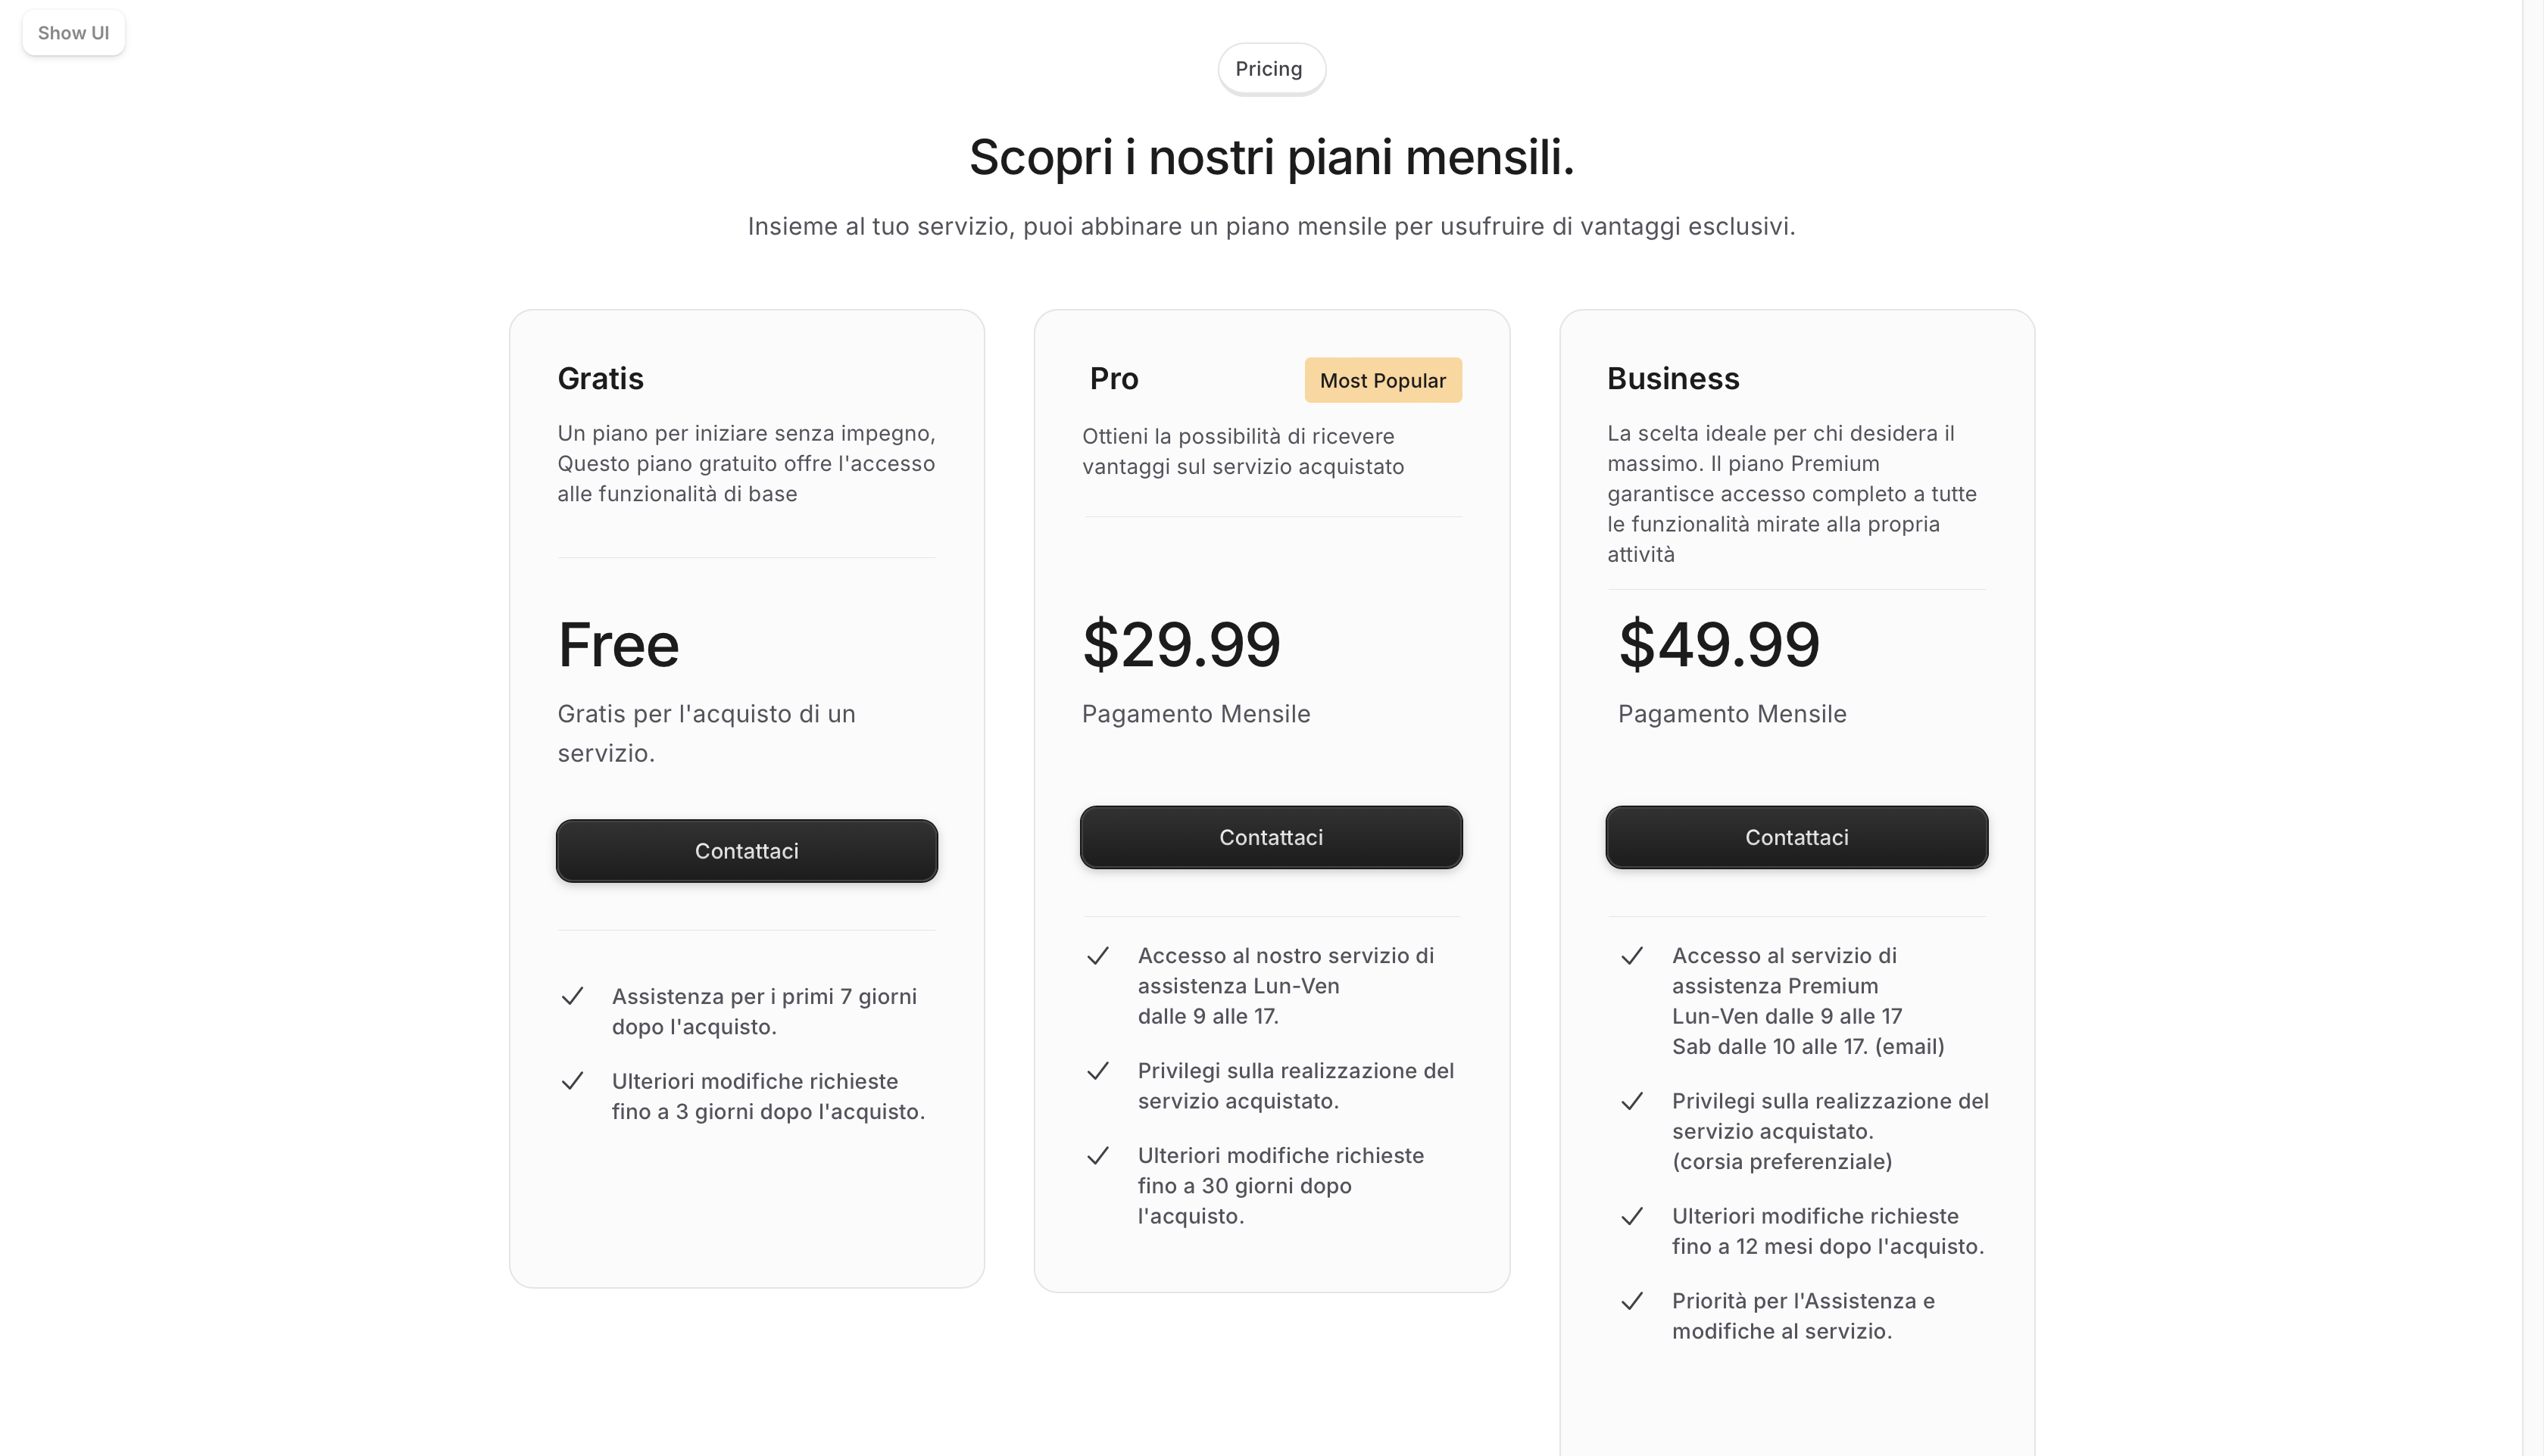 Show UI
Pricing
Scopri i nostri piani mensili.
Insieme al tuo servizio, puoi abbinare un piano mensile per usufruire di vantaggi esclusivi.
Gratis
Un piano per iniziare senza impegno,
Questo piano gratuito offre l'accesso
alle funzionalità di base
Free
Gratis per l'acquisto di un
servizio.
Contattaci
Assistenza per i primi 7 giorni
dopo l'acquisto.
Ulteriori modifiche richieste
fino a 3 giorni dopo l'acquisto.
Pro
Most Popular
Ottieni la possibilità di ricevere
vantaggi sul servizio acquistato
$29.99
Pagamento Mensile
Contattaci
Accesso al nostro servizio di
assistenza Lun-Ven
dalle 9 alle 17.
Privilegi sulla realizzazione del
servizio acquistato.
Ulteriori modifiche richieste
fino a 30 giorni dopo
l'acquisto.
Business
La scelta ideale per chi desidera il
massimo. Il piano Premium
garantisce accesso completo a tutte
le funzionalità mirate alla propria
attività
$49.99
Pagamento Mensile
Contattaci
Accesso al servizio di
assistenza Premium
Lun-Ven dalle 9 alle 17
Sab dalle 10 alle 17. (email)
Privilegi sulla realizzazione del
servizio acquistato.
(corsia preferenziale)
Ulteriori modifiche richieste
fino a 12 mesi dopo l'acquisto.
Priorità per l'Assistenza e
modifiche al servizio.